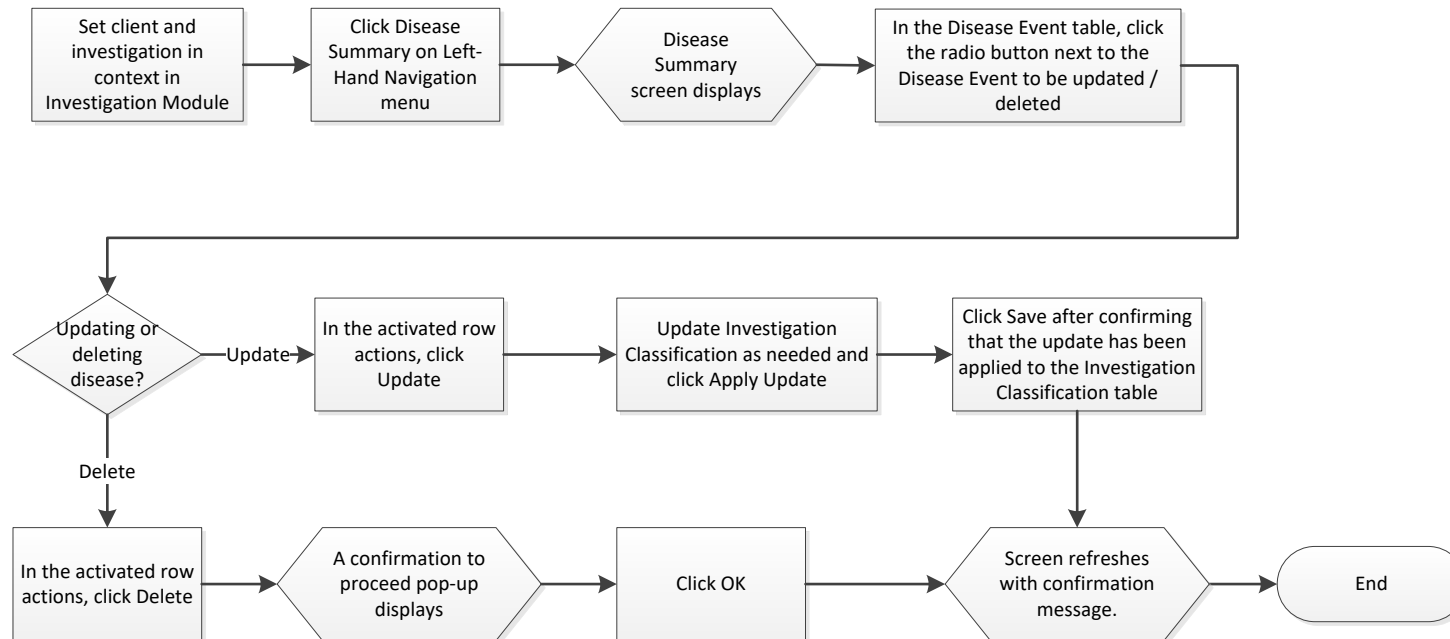 Set client and
investigation in
context in
Investigation Module
Click Disease
Summary on Left-
Hand Navigation
menu
Disease
Summary
screen displays
In the Disease Event table, click
the radio button next to the
Disease Event to be updated /
deleted
Updating or
deleting
disease?
Update
In the activated row
actions, click
Update
Update Investigation
Classification as needed and
click Apply Update
Click Save after confirming
that the update has been
applied to the Investigation
Classification table
Delete
In the activated row
actions, click Delete
A confirmation to
proceed pop-up
displays
Click OK
Screen refreshes
with confirmation
message.
End